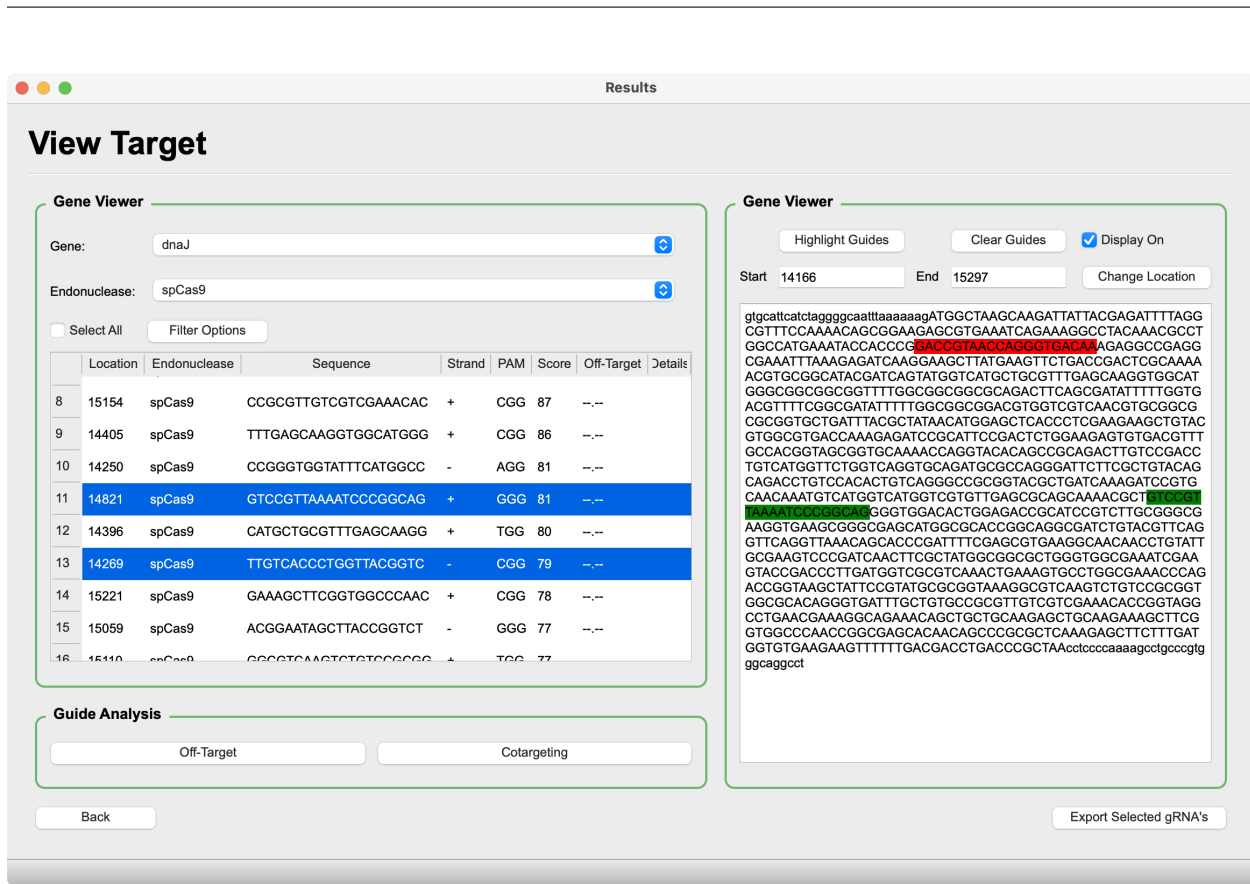 Results
View Target
Gene Viewer
Gene: dnaJ
Endonuclease: spCas9
Select All Filter Options
Location Endonuclease Sequence Strand PAM Score Off-Target Details
8 15154 spCas9 CCGCGTTGTCGTCGAAACAC + CGG 87 --.--
9 14405 spCas9 TTTGAGCAAGGTGGCATGGG + CGG 86 --.--
10 14250 spCas9 CCGGGTGGTATTTCATGGCC - AGG 81 --.--
11 14821 spCas9 GTCCGTTAAAATCCCGGCAG + GGG 81 --.--
12 14396 spCas9 CATGCTGCGTTTGAGCAAGG + TGG 80 --.--
13 14269 spCas9 TTGTCACCCTGGTTACGGTC - CGG 79 --.--
14 15221 spCas9 GAAAGCTTCGGTGGCCCAAC + CGG 78 --.--
15 15059 spCas9 ACGGAATAGCTTACCGGTCT - GGG 77 --.--
16 15110 spCas9 GGCGTCAAGTCTGTCCGCGG + TGG 77
Guide Analysis
Off-Target Cotargeting
Back
Gene Viewer
Highlight Guides Clear Guides Display On
Start 14166 End 15297 Change Location
gtgcattcatctaggggcaatttaaaaaagATGGCTAAGCAAGATTATTACGAGATTTTAGG
CGTTTCCAAAACAGCGGAAGAGCGTGAAATCAGAAAGGCCTACAAACGCCT
GGCCATGAAATACCACCCGGACCGTAACCAGGGTGACAAAGAGGCCGAGG
CGAAATTTAAAGAGATCAAGGAAGCTTATGAAGTTCTGACCGACTCGCAAAA
ACGTGCGGCATACGATCAGTATGGTCATGCTGCGTTTGAGCAAGGTGGCAT
GGGCGGCGGCGGTTTTGGCGGCGGCGCAGACTTCAGCGATATTTTTGGTG
ACGTTTTCGGCGATATTTTTGGCGGCGGACGTGGTCGTCAACGTGCGGCG
CGCGGTGCTGATTTACGCTATAACATGGAGCTCACCCTCGAAGAAGCTGTAC
GTGGCGTGACCAAAGAGATCCGCATTCCGACTCTGGAAGAGTGTGACGTTT
GCCACGGTAGCGGTGCAAAACCAGGTACACAGCCGCAGACTTGTCCGACC
TGTCATGGTTCTGGTCAGGTGCAGATGCGCCAGGGATTCTTCGCTGTACAG
CAGACCTGTCCACACTGTCAGGGCCGCGGTACGCTGATCAAAGATCCGTG
CAACAAATGTCATGGTCATGGTCGTGTTGAGCGCAGCAAAACGCTGTCCGT
TAAAATCCCGGCAGGGGTGGACACTGGAGACCGCATCCGTCTTGCGGGCG
AAGGTGAAGCGGGCGAGCATGGCGCACCGGCAGGCGATCTGTACGTTCAG
GTTCAGGTTAAACAGCACCCGATTTTCGAGCGTGAAGGCAACAACCTGTATT
GCGAAGTCCCGATCAACTTCGCTATGGCGGCGCTGGGTGGCGAAATCGAA
GTACCGACCCTTGATGGTCGCGTCAAACTGAAAGTGCCTGGCGAAACCCAG
ACCGGTAAGCTATTCCGTATGCGCGGTAAAGGCGTCAAGTCTGTCCGCGGT
GGCGCACAGGGTGATTTGCTGTGCCGCGTTGTCGTCGAAACACCGGTAGG
CCTGAACGAAAGGCAGAAACAGCTGCTGCAAGAGCTGCAAGAAAGCTTCG
GTGGCCCAACCGGCGAGCACAACAGCCCGCGCTCAAAGAGCTTCTTTGAT
GGTGTGAAGAAGTTTTTTGACGACCTGACCCGCTAAcctccccaaaagcctgcccgtg
ggcaggcct
Export Selected gRNA's